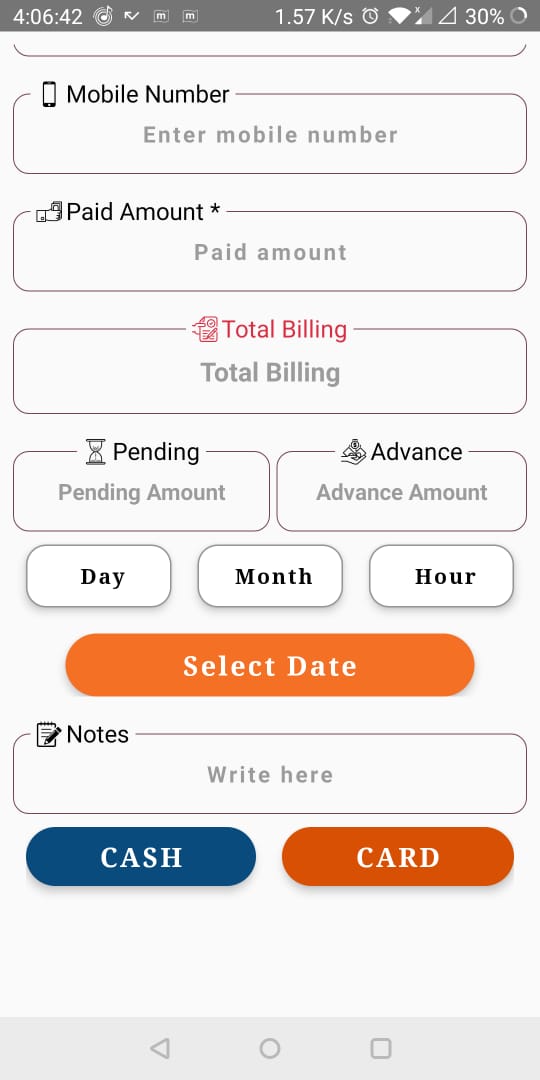 4:06:42 m m 1.57 K/s x 30%
Mobile Number
Enter mobile number
Paid Amount *
Paid amount
Total Billing
Total Billing
Pending Advance
Pending Amount Advance Amount
Day Month Hour
Select Date
Notes
Write here
CASH CARD